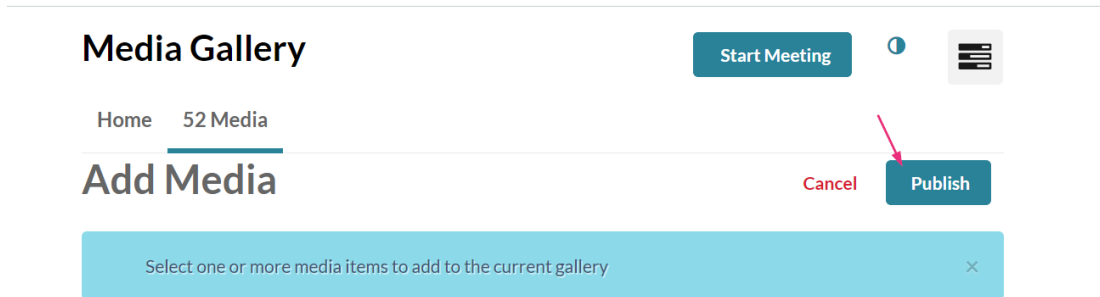 Media Gallery
Start Meeting
Home 52 Media
Add Media
Cancel Publish
Select one or more media items to add to the current gallery ×